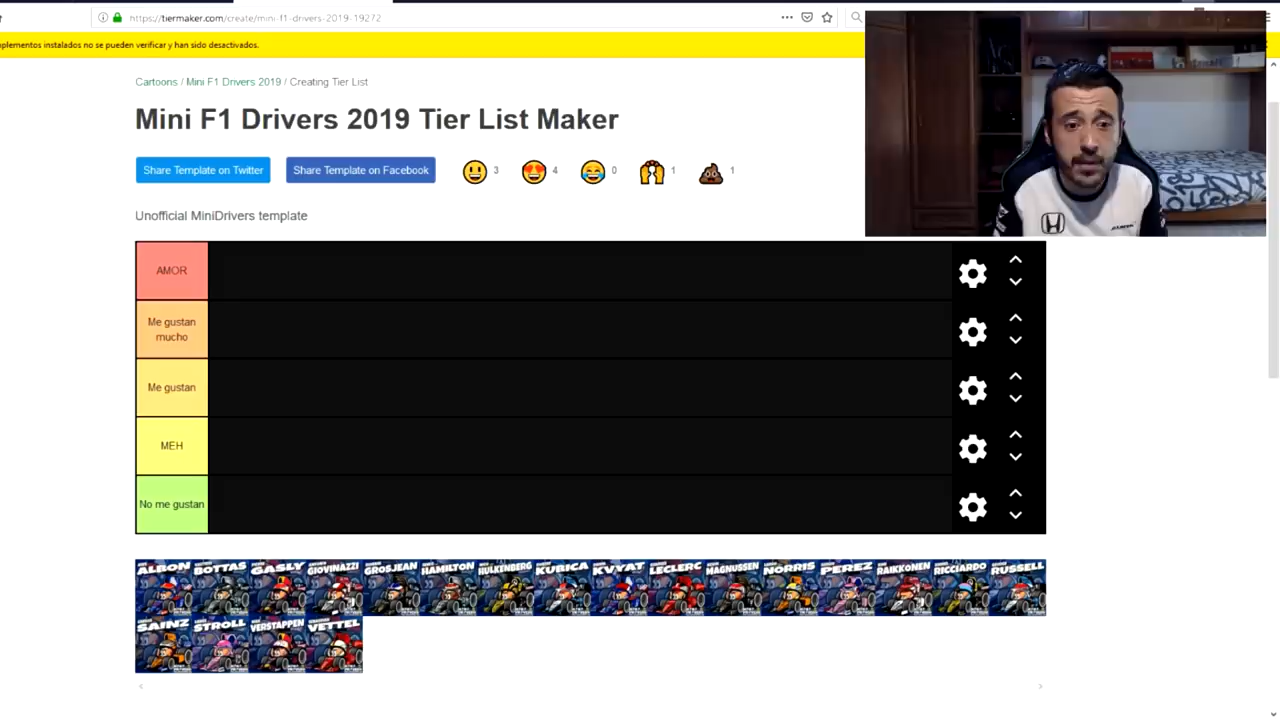 https://tiermaker.com/create/mini-f1-drivers-2019-19272
plementos instalados no se pueden verificar y han sido desactivados.
Cartoons / Mini F1 Drivers 2019 / Creating Tier List
Mini F1 Drivers 2019 Tier List Maker
Share Template on Twitter
Share Template on Facebook
3
4
0
1
1
Unofficial MiniDrivers template
AMOR
Me gustan
mucho
Me gustan
MEH
No me gustan
ALBON BOTTAS GASLY GIOVINAZZI GROSJEAN HAMILTON HULKENBERG KUBICA KVYAT LECLERC MAGNUSSEN NORRIS PEREZ RAIKKONEN RICCIARDO RUSSELL
SAINZ STROLL VERSTAPPEN VETTEL